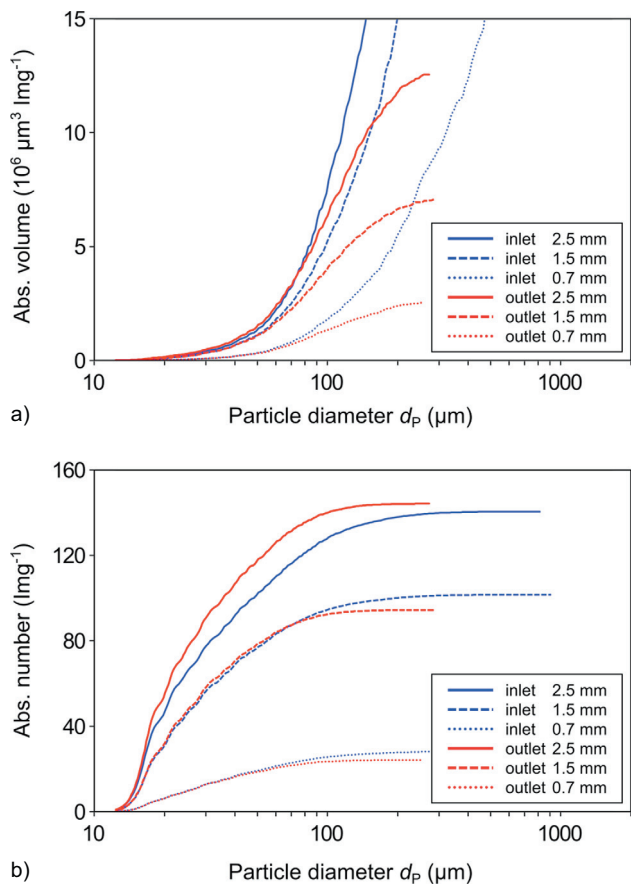 15
10
5
0
Abs. volume (10⁶ µm³ Img⁻¹)
inlet 2.5 mm
inlet 1.5 mm
inlet 0.7 mm
outlet 2.5 mm
outlet 1.5 mm
outlet 0.7 mm
10 100 1000
a) Particle diameter dP (µm)
160
120
80
40
0
Abs. number (Img⁻¹)
inlet 2.5 mm
inlet 1.5 mm
inlet 0.7 mm
outlet 2.5 mm
outlet 1.5 mm
outlet 0.7 mm
10 100 1000
b) Particle diameter dP (µm)